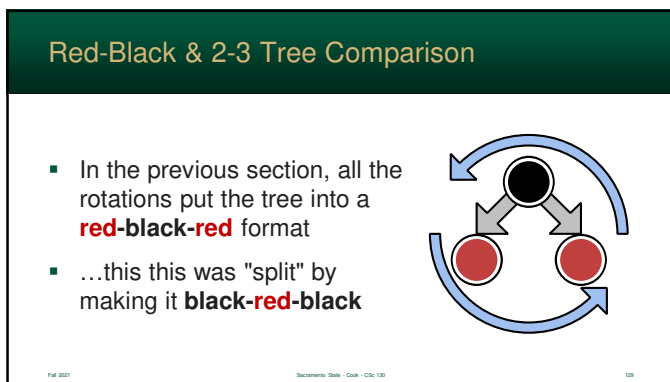 Red-Black & 2-3 Tree Comparison
▪ In the previous section, all the
rotations put the tree into a
red-black-red format
▪ …this this was "split" by
making it black-red-black
Fall 2021
Sacramento State - Cook - CSc 130
129